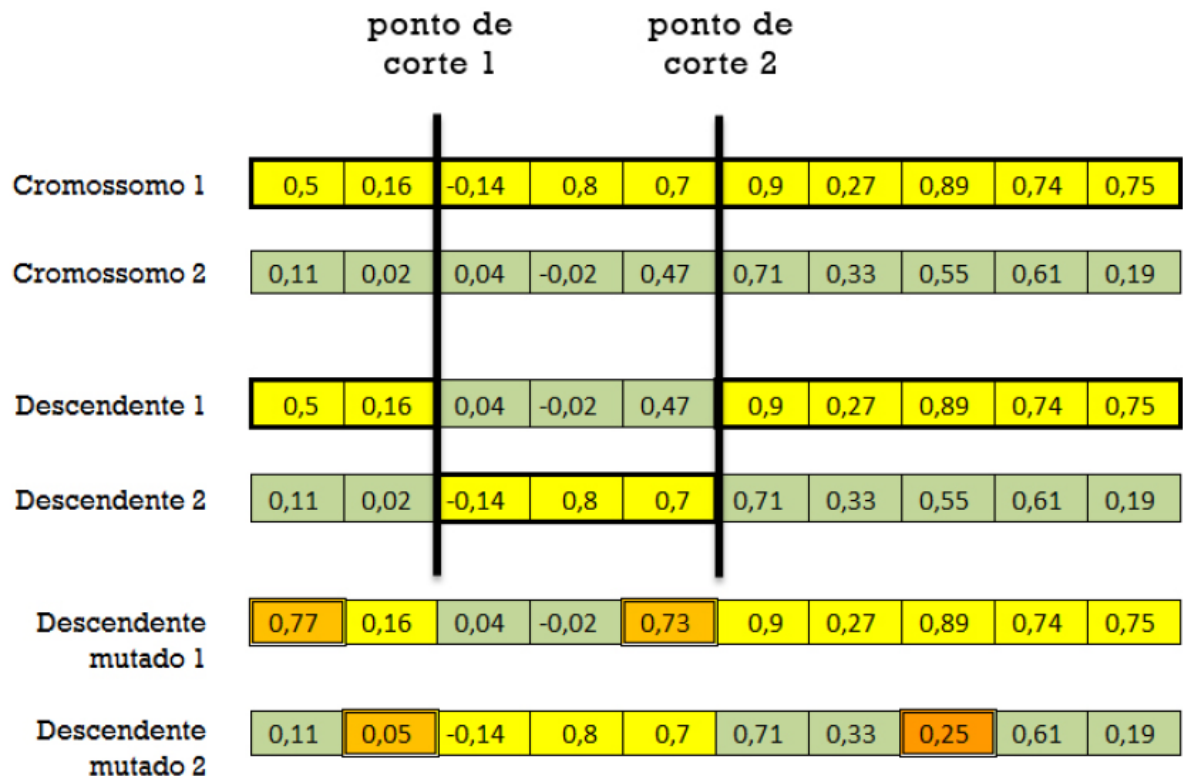 ponto de ponto de
corte 1 corte 2
Cromossomo 1 0,5 0,16 -0,14 0,8 0,7 0,9 0,27 0,89 0,74 0,75
Cromossomo 2 0,11 0,02 0,04 -0,02 0,47 0,71 0,33 0,55 0,61 0,19
Descendente 1 0,5 0,16 0,04 -0,02 0,47 0,9 0,27 0,89 0,74 0,75
Descendente 2 0,11 0,02 -0,14 0,8 0,7 0,71 0,33 0,55 0,61 0,19
Descendente 0,77 0,16 0,04 -0,02 0,73 0,9 0,27 0,89 0,74 0,75
mutado 1
Descendente 0,11 0,05 -0,14 0,8 0,7 0,71 0,33 0,25 0,61 0,19
mutado 2